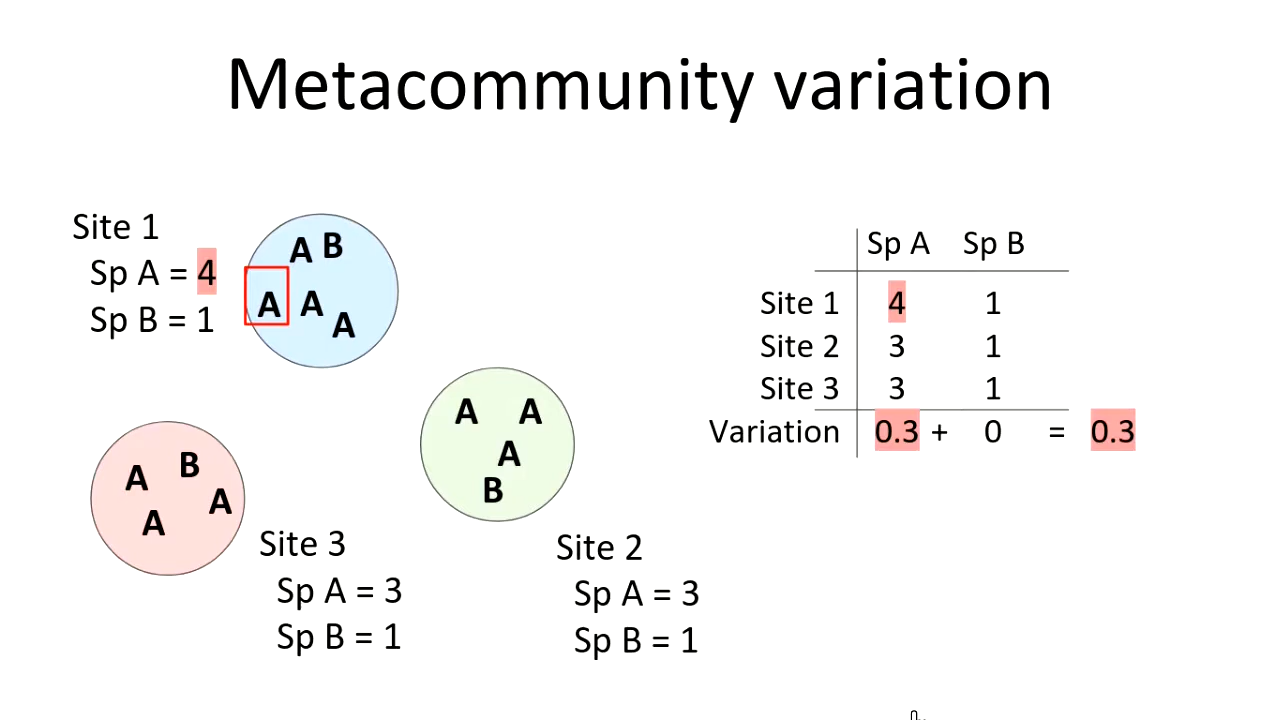 Metacommunity variation
Site 1
Sp A = 4
Sp B = 1
A B
A A
A
A A
A
B
A B
A
A
Site 3
Sp A = 3
Sp B = 1
Site 2
Sp A = 3
Sp B = 1
Sp A Sp B
Site 1 4 1
Site 2 3 1
Site 3 3 1
Variation 0.3 + 0 = 0.3